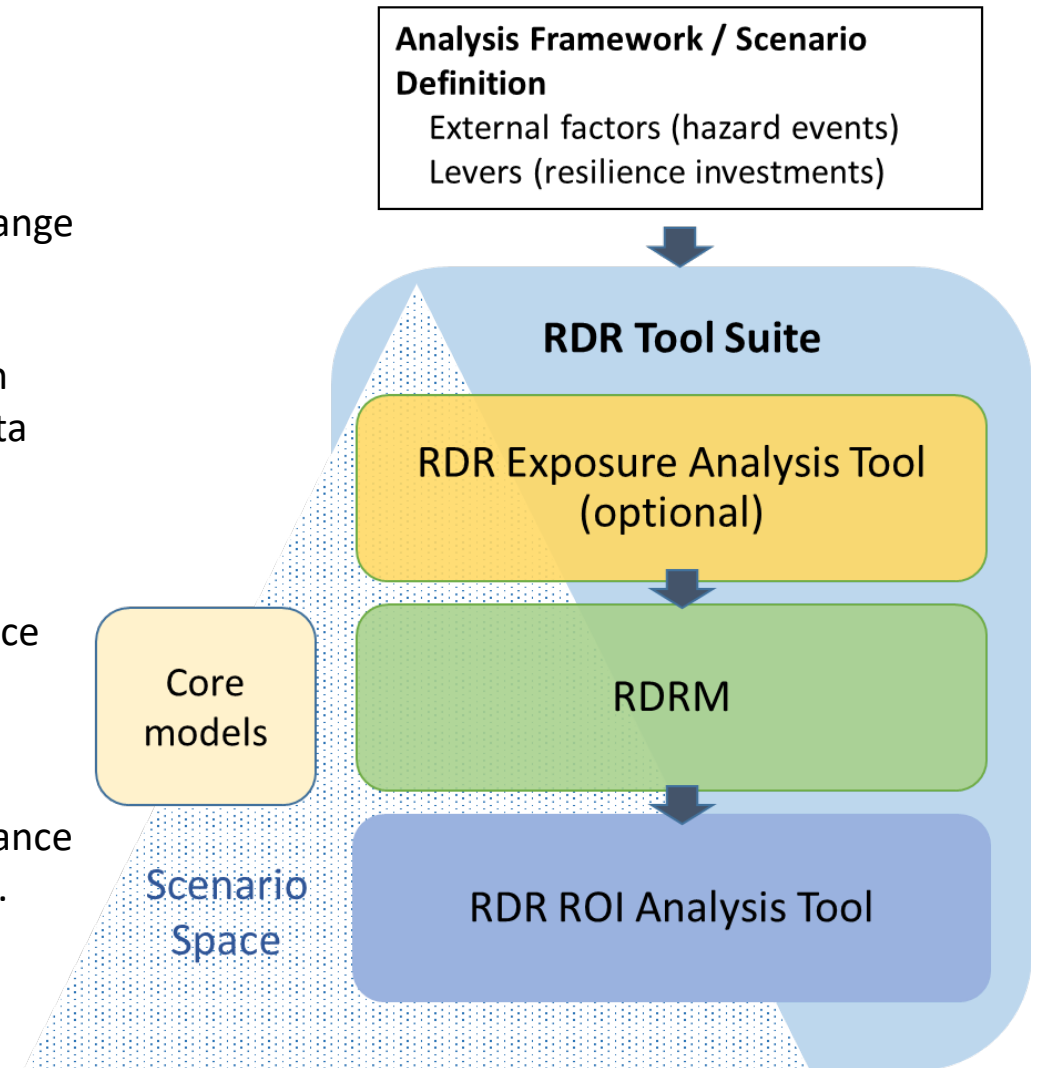 Analysis Framework / Scenario
Definition
External factors (hazard events)
Levers (resilience investments)
ange
RDR Tool Suite
n
ta
RDR Exposure Analysis Tool
(optional)
ce
Core
models
RDRM
ance
.
Scenario
Space
RDR ROI Analysis Tool